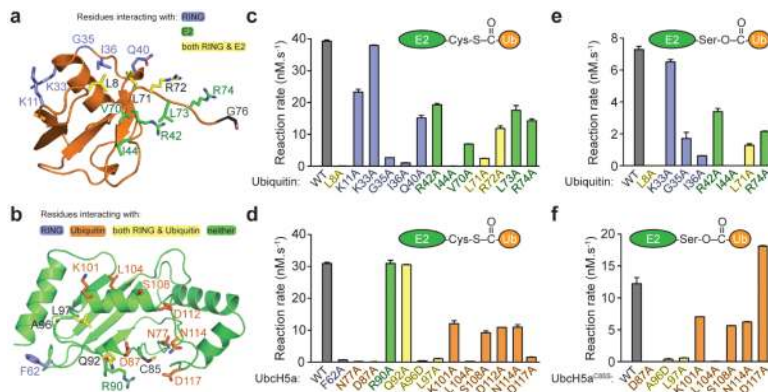 a
Residues interacting with: RING
E2
both RING & E2
G35
I36
Q40
K33
K11
L8
L71
R72
R74
V70
L73
G76
R42
I44
b
Residues interacting with:
RING Ubiquitin both RING & Ubiquitin neither
K101
L104
S108
D112
L97
A96
N77
N114
F62
Q92
D87
C85
R90
D117
c
Reaction rate (nM.s-1)
50
40
30
20
10
0
E2 -Cys-S-C Ub
O
Ubiquitin: WT L8A K11A K33A G35A I36A Q40A R42A I44A V70A L71A R72A L73A R74A
d
Reaction rate (nM.s-1)
50
40
30
20
10
0
E2 -Cys-S-C Ub
O
UbcH5a: WT F62A N77A D87A R90A Q92A A96D L97A K101A L104A S108A D112A N114A D117A
e
Reaction rate (nM.s-1)
10
8
6
4
2
0
E2 -Ser-O-C Ub
O
Ubiquitin: WT L8A K33A G35A I36A R42A I44A L71A R74A
f
Reaction rate (nM.s-1)
20
15
10
5
0
E2 -Ser-O-C Ub
O
UbcH5aC85S- WT D87A A96D L97A K101A L104A S108A N114A D117A